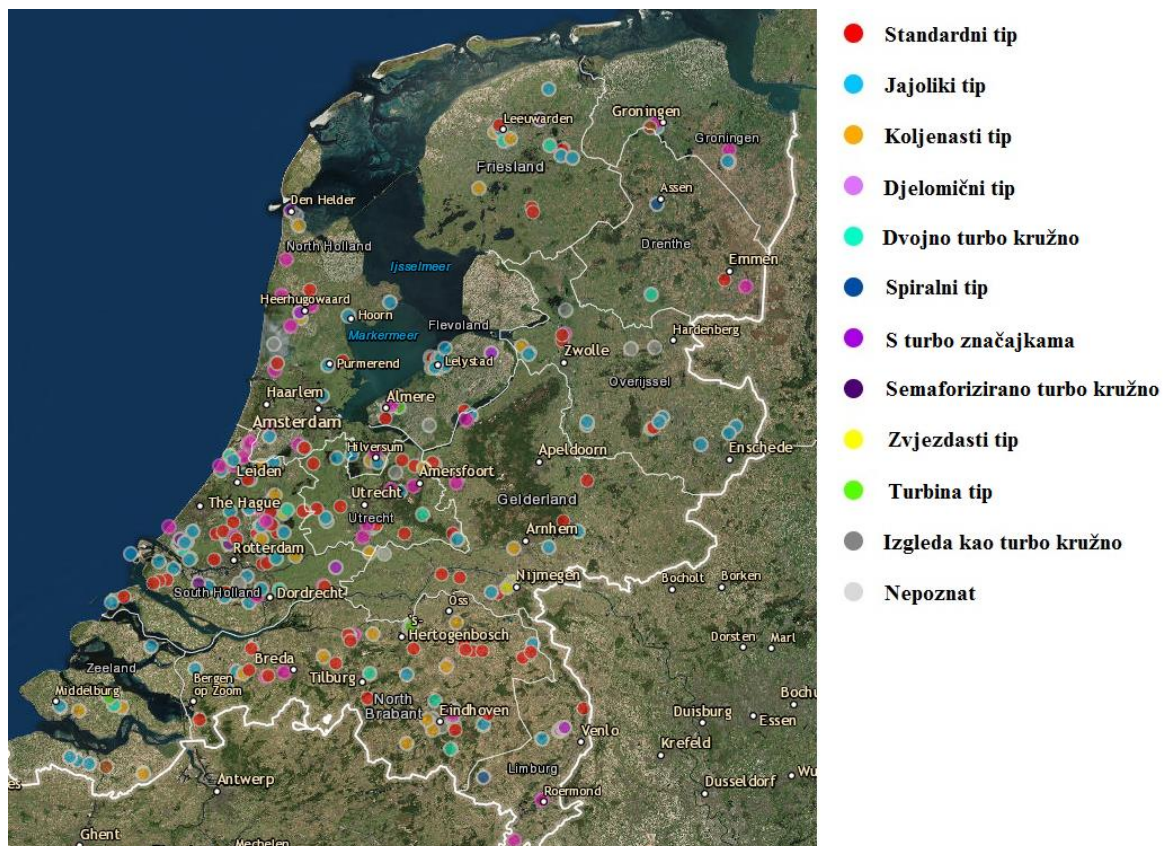 Leeuwarden
Groningen
Groningen
Friesland
Assen
Den Helder
Drenthe
North Holland
Emmen
Ijsselmeer
Heerhugowaard
Hoorn
Flevoland
Markermeer
Hardenberg
Purmerend
Lelystad
Zwolle
Overijssel
Haarlem
Almere
Amsterdam
Hilversum
Apeldoorn
Enschede
Leiden
Amersfoort
The Hague
Utrecht
Gelderland
Utrecht
Arnhem
Rotterdam
Nijmegen
Bocholt
Borken
South Holland
Dordrecht
Oss
's-
Hertogenbosch
Dorsten
Marl
Zeeland
Breda
Bergen
op Zoom
Tilburg
Middelburg
North
Brabant
Eindhoven
Bochu
Duisburg
Essen
Venlo
Krefeld
Limburg
Antwerp
Roermond
Dusseldorf
Wu
es
Ghent
Mechelen
Standardni tip
Jajoliki tip
Koljenasti tip
Djelomični tip
Dvojno turbo kružno
Spiralni tip
S turbo značajkama
Semaforizirano turbo kružno
Zvjezdasti tip
Turbina tip
Izgleda kao turbo kružno
Nepoznat